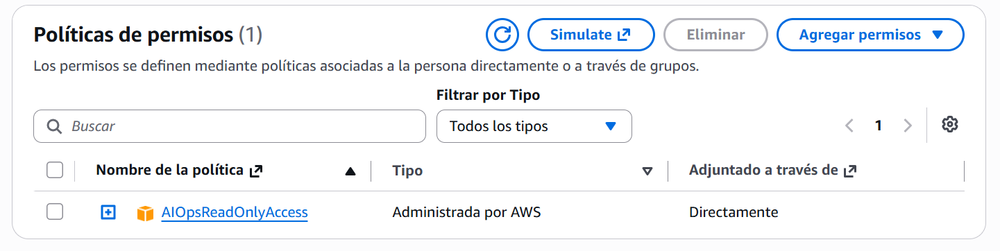 Políticas de permisos (1)
Simulate
Eliminar
Agregar permisos
Los permisos se definen mediante políticas asociadas a la persona directamente o a través de grupos.
Filtrar por Tipo
Buscar
Todos los tipos
1
Nombre de la política
Tipo
Adjuntado a través de
AIOpsReadOnlyAccess
Administrada por AWS
Directamente